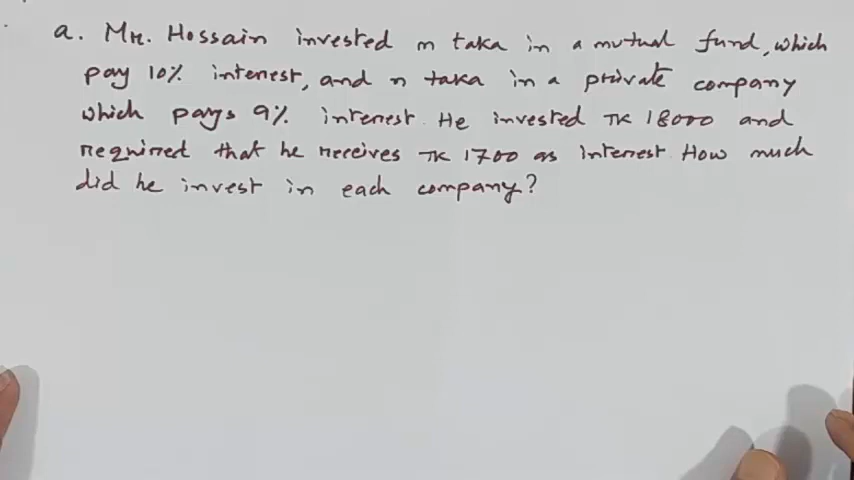 a. Mr. Hossain invested m taka in a mutual fund, which
pay 10% interest, and n taka in a private company
which pays 9% interest. He invested TK 18000 and
required that he receives TK 1700 as interest. How much
did he invest in each company?